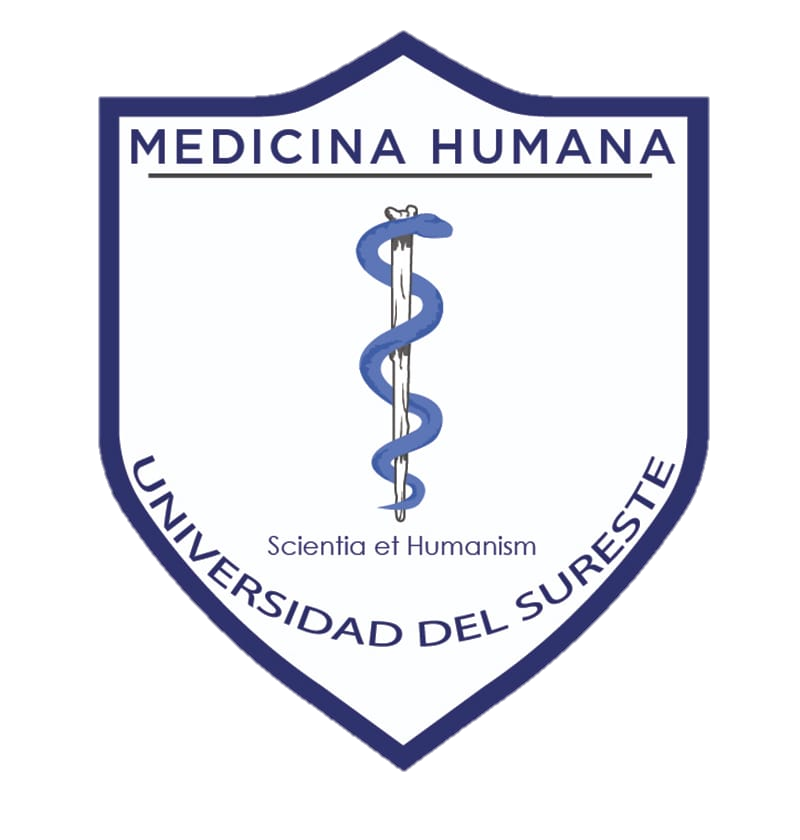 MEDICINA HUMANA
Scientia et Humanism
UNIVERSIDAD DEL SURESTE